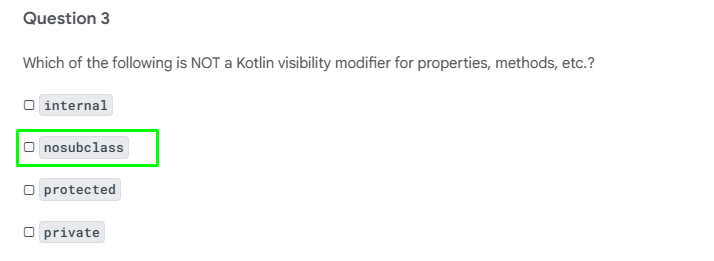 Question 3
Which of the following is NOT a Kotlin visibility modifier for properties, methods, etc.?
internal
nosubclass
protected
private